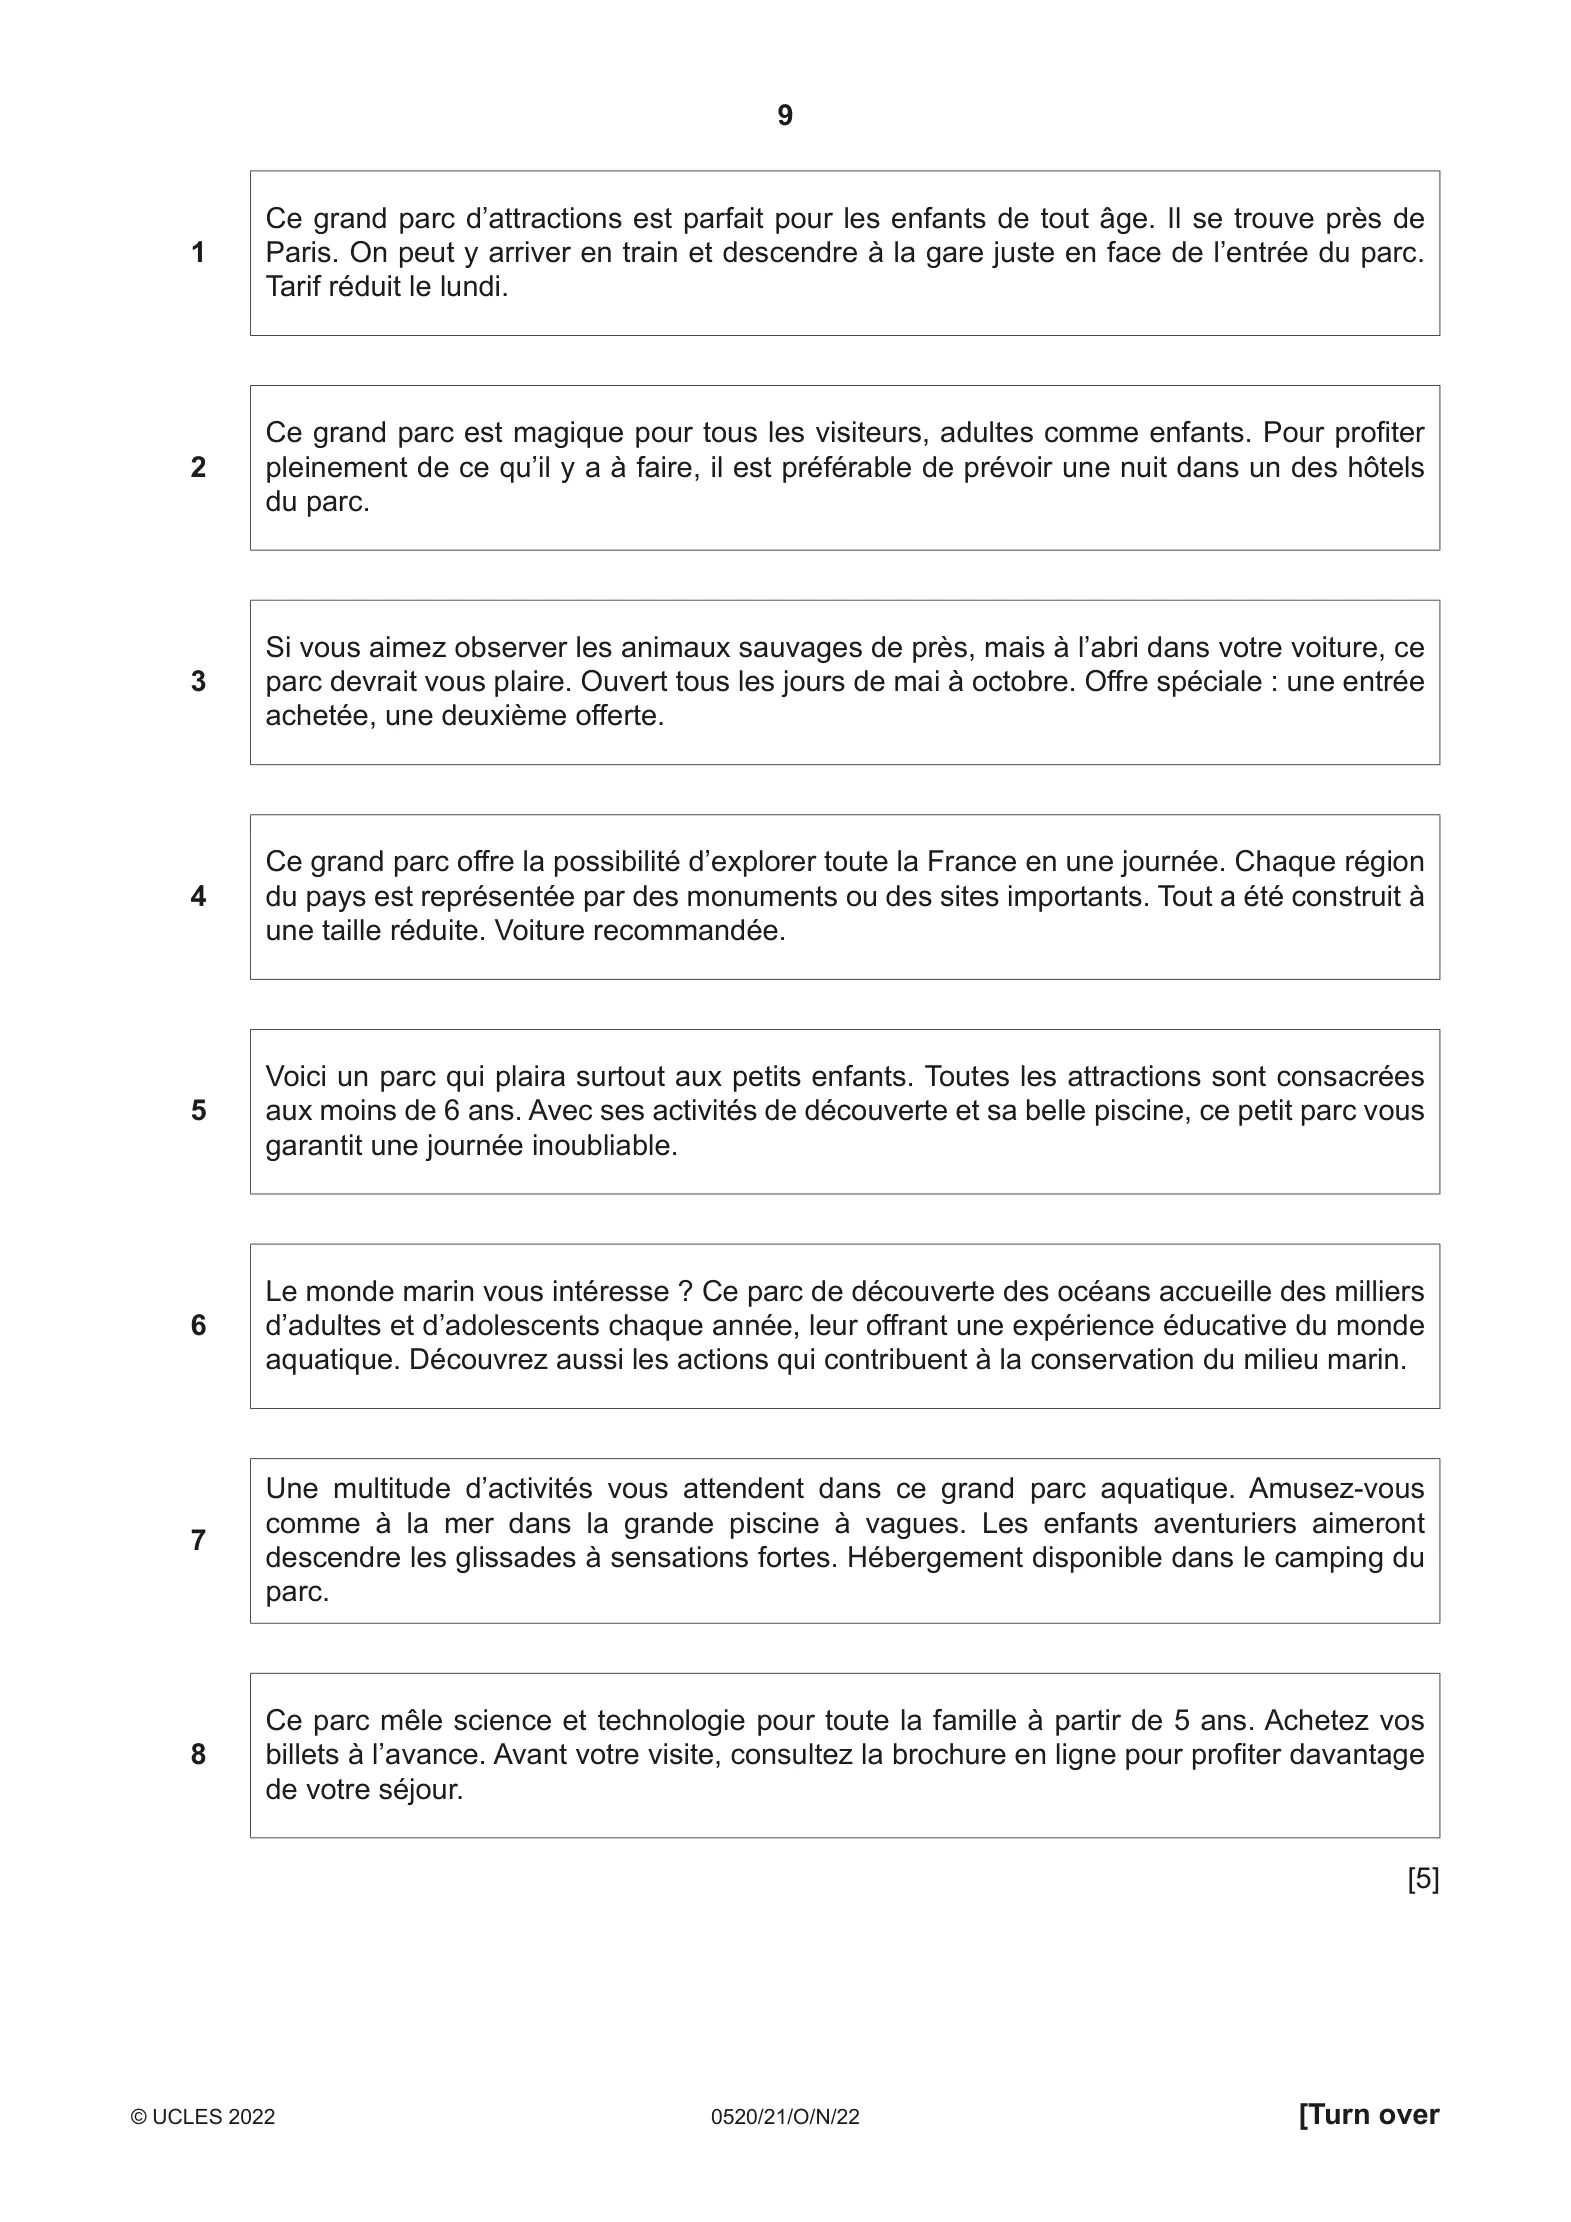 9
1
Ce grand parc d’attractions est parfait pour les enfants de tout âge. Il se trouve près de
Paris. On peut y arriver en train et descendre à la gare juste en face de l’entrée du parc.
Tarif réduit le lundi.
2
Ce grand parc est magique pour tous les visiteurs, adultes comme enfants. Pour profiter
pleinement de ce qu’il y a à faire, il est préférable de prévoir une nuit dans un des hôtels
du parc.
3
Si vous aimez observer les animaux sauvages de près, mais à l’abri dans votre voiture, ce
parc devrait vous plaire. Ouvert tous les jours de mai à octobre. Offre spéciale : une entrée
achetée, une deuxième offerte.
4
Ce grand parc offre la possibilité d’explorer toute la France en une journée. Chaque région
du pays est représentée par des monuments ou des sites importants. Tout a été construit à
une taille réduite. Voiture recommandée.
5
Voici un parc qui plaira surtout aux petits enfants. Toutes les attractions sont consacrées
aux moins de 6 ans. Avec ses activités de découverte et sa belle piscine, ce petit parc vous
garantit une journée inoubliable.
6
Le monde marin vous intéresse ? Ce parc de découverte des océans accueille des milliers
d’adultes et d’adolescents chaque année, leur offrant une expérience éducative du monde
aquatique. Découvrez aussi les actions qui contribuent à la conservation du milieu marin.
7
Une multitude d’activités vous attendent dans ce grand parc aquatique. Amusez-vous
comme à la mer dans la grande piscine à vagues. Les enfants aventuriers aimeront
descendre les glissades à sensations fortes. Hébergement disponible dans le camping du
parc.
8
Ce parc mêle science et technologie pour toute la famille à partir de 5 ans. Achetez vos
billets à l’avance. Avant votre visite, consultez la brochure en ligne pour profiter davantage
de votre séjour.
[5]
© UCLES 2022
0520/21/O/N/22
[Turn over